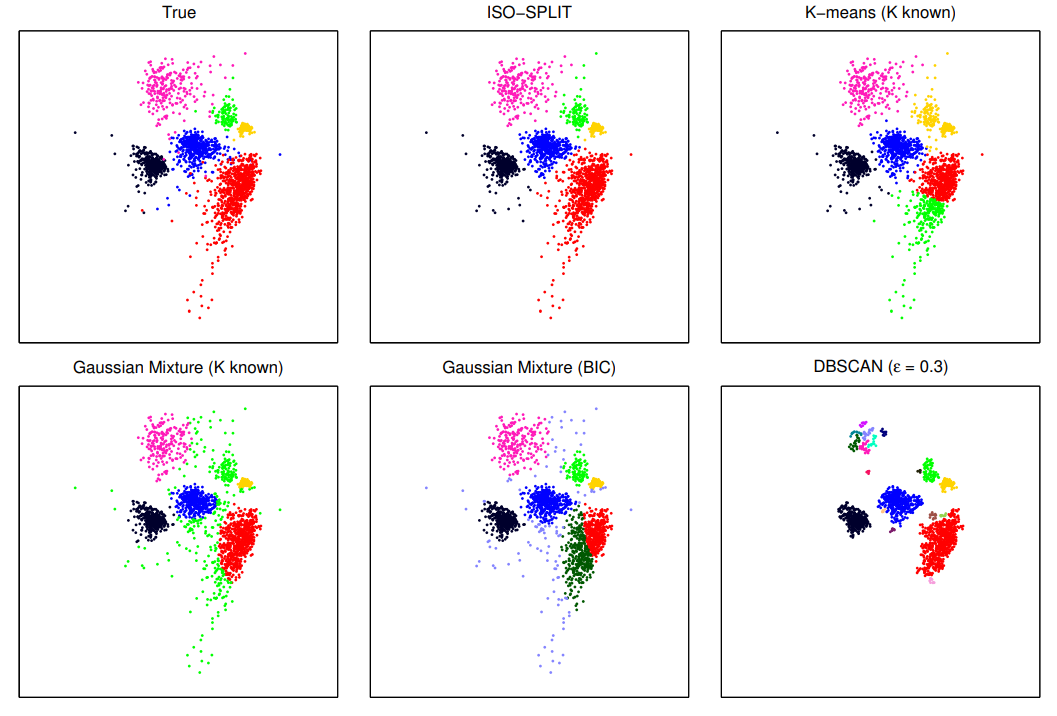 True
ISO−SPLIT
K−means (K known)
Gaussian Mixture (K known)
Gaussian Mixture (BIC)
DBSCAN (ε = 0.3)